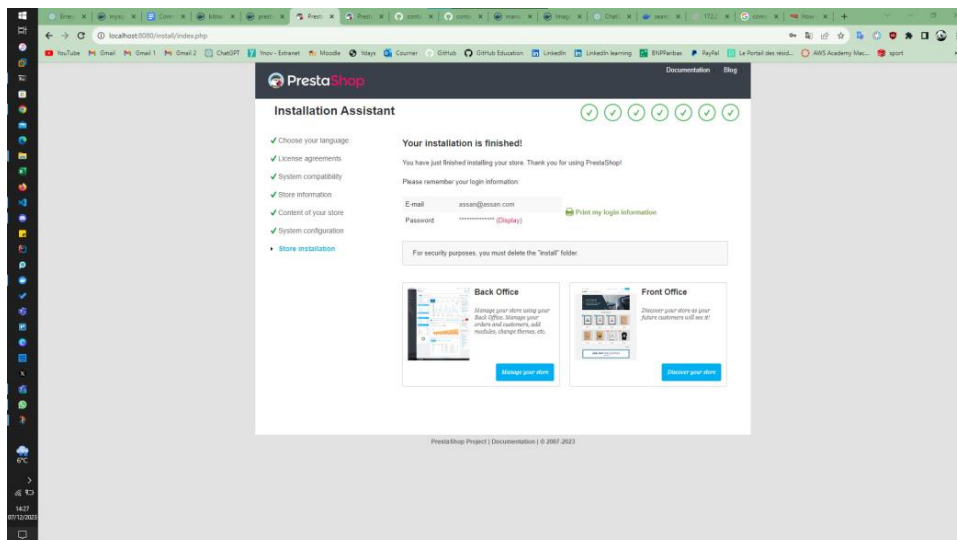 localhost:8080/install/index.php
YouTube Gmail Gmail 1 Gmail 2 ChatGPT Ynov - Extranet Moodle Ydays Courrier GitHub GitHub Education LinkedIn LinkedIn learning BNPParibas PayPal Le Portail des resid... AWS Academy Mac... sport
PrestaShop
Documentation Blog
Installation Assistant
Choose your language
License agreements
System compatibility
Store information
Content of your store
System configuration
Store installation
Your installation is finished!
You have just finished installing your store. Thank you for using PrestaShop!
Please remember your login information:
E-mail assan@assan.com
Password ************** (Display)
Print my login information
For security purposes, you must delete the "install" folder.
Back Office
Manage your store using your
Back Office. Manage your
orders and customers, add
modules, change themes, etc.
Manage your store
Front Office
Discover your store as your
future customers will see it!
Discover your store
PrestaShop Project | Documentation | © 2007-2023
6°C
14:27
07/12/2023